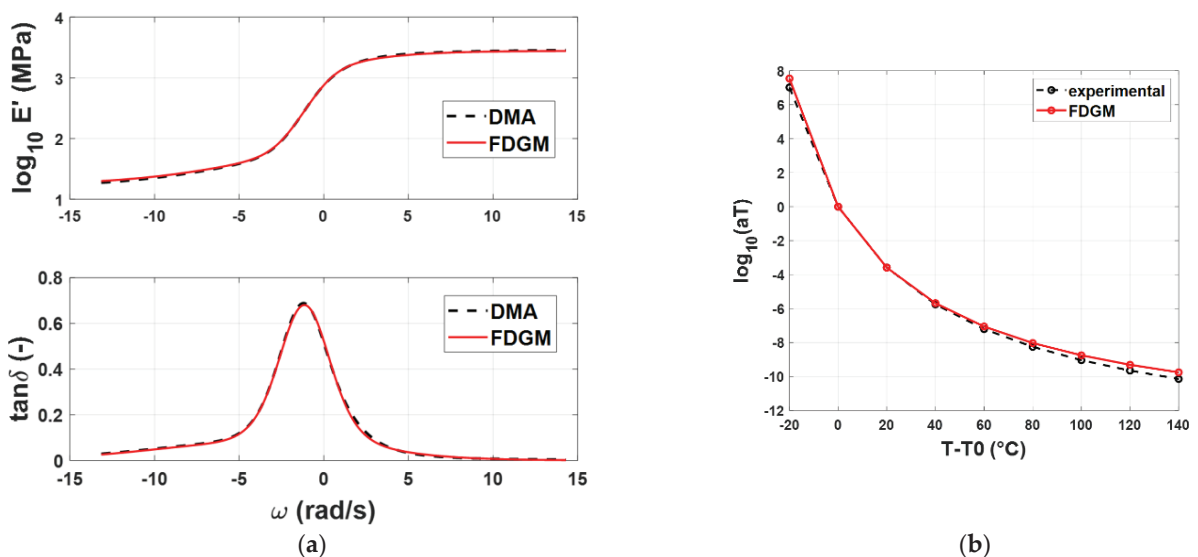 4
3
2
1
log10 E' (MPa)
DMA
FDGM
-15 -10 -5 0 5 10 15
0.8
0.6
0.4
0.2
0
tanδ (-)
DMA
FDGM
-15 -10 -5 0 5 10 15
ω (rad/s)
(a)
8
6
4
2
0
-2
-4
-6
-8
-10
-12
log10(aT)
experimental
FDGM
-20 0 20 40 60 80 100 120 140
T-T0 (°C)
(b)